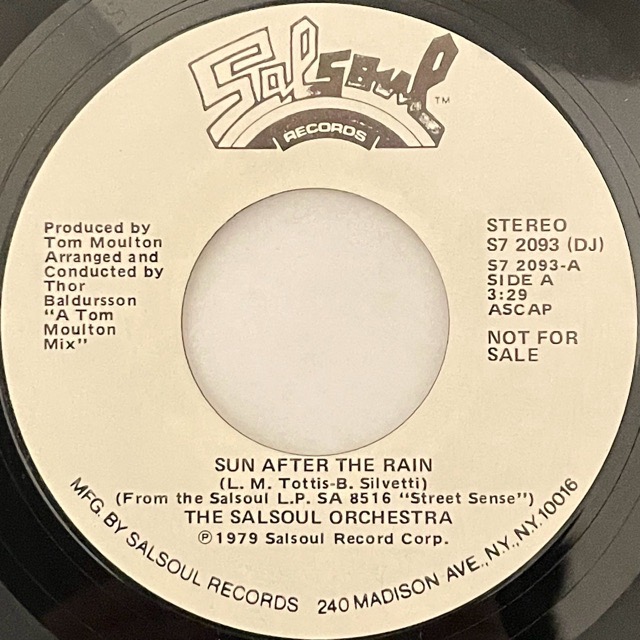 Salsoul ™
RECORDS
Produced by
Tom Moulton
Arranged and
Conducted by
Thor
Baldursson
"A Tom
Moulton
Mix"
STEREO
S7 2093 (DJ)
S7 2093-A
SIDE A
3:29
ASCAP
NOT FOR
SALE
SUN AFTER THE RAIN
(L. M. Tottis-B. Silvetti)
(From the Salsoul L.P. SA 8516 "Street Sense")
THE SALSOUL ORCHESTRA
℗1979 Salsoul Record Corp.
MFG. BY SALSOUL RECORDS 240 MADISON AVE., N.Y., N.Y. 10016